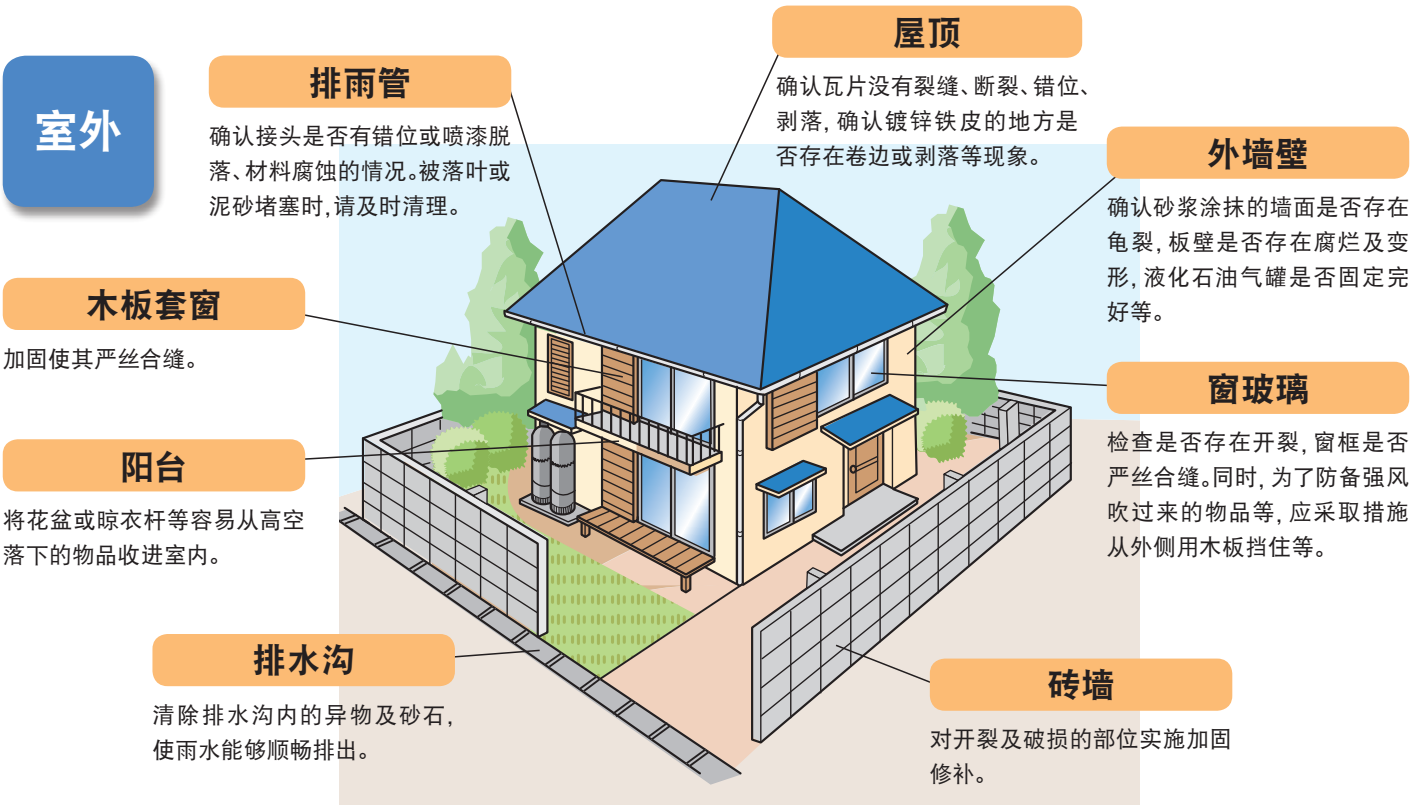 室外
排雨管
确认接头是否有错位或喷漆脱
落、材料腐蚀的情况。被落叶或
泥砂堵塞时,请及时清理。
屋顶
确认瓦片没有裂缝、断裂、错位、
剥落, 确认镀锌铁皮的地方是
否存在卷边或剥落等现象。
外墙壁
确认砂浆涂抹的墙面是否存在
龟裂, 板壁是否存在腐烂及变
形, 液化石油气罐是否固定完
好等。
木板套窗
加固使其严丝合缝。
窗玻璃
检查是否存在开裂, 窗框是否
严丝合缝。同时, 为了防备强风
吹过来的物品等, 应采取措施
从外侧用木板挡住等。
阳台
将花盆或晾衣杆等容易从高空
落下的物品收进室内。
排水沟
清除排水沟内的异物及砂石,
使雨水能够顺畅排出。
砖墙
对开裂及破损的部位实施加固
修补。